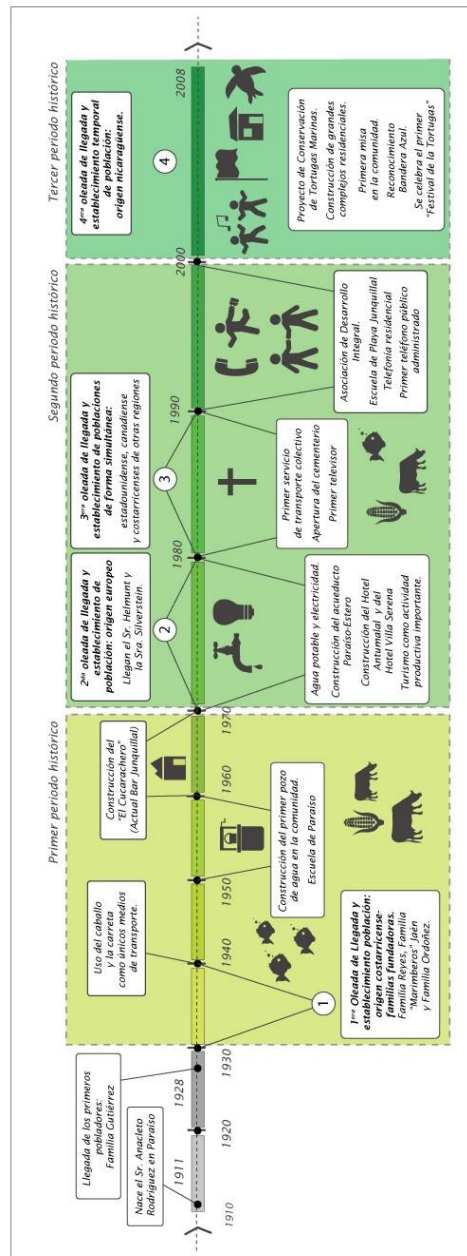 Primer periodo histórico
Segundo periodo histórico
Tercer periodo histórico
Nace el Sr. Anacleto
Rodríguez en Paraíso
Llegada de los primeros
pobladores:
Familia Gutiérrez
Uso del caballo
y la carreta
como únicos medios
de transporte.
Construcción del
"El Cucarachero"
(Actual Bar Junquillal)
2da oleada de llegada y
establecimiento de
población: origen europeo
Llegan el Sr. Helmunt y
la Sra. Silverstein.
3era oleada de llegada y
establecimiento de poblaciones
de forma simultánea:
estadounidense, canadiense
y costarricenses de otras regiones
4era oleada de llegada y
establecimiento temporal
de población:
origen nicaragüense.
2
3
4
1910
1911
1920
1928
1930
1940
1950
1960
1970
1980
1990
2000
2008
1
1era Oleada de Llegada y
establecimiento población:
origen costarricense-
familias fundadoras.
Familia Reyes, Familia
"Marimberos" Jaén
y Familia Ordoñez.
Construcción del primer pozo
de agua en la comunidad.
Escuela de Paraíso
Agua potable y electricidad.
Construcción del acueducto
Paraíso-Estero
Construcción del Hotel
Antumalal y del
Hotel Villa Serena
Turismo como actividad
productiva importante.
Primer servicio
de transporte colectivo
Apertura del cementerio
Primer televisor
Asociación de Desarrollo
Integral.
Escuela de Playa Junquillal
Telefonía residencial
Primer teléfono público
administrado
Proyecto de Conservación
de Tortugas Marinas.
Construcción de grandes
complejos residenciales.
Primera misa
en la comunidad.
Reconocimiento
Bandera Azul.
Se celebra el primer
"Festival de la Tortugas"